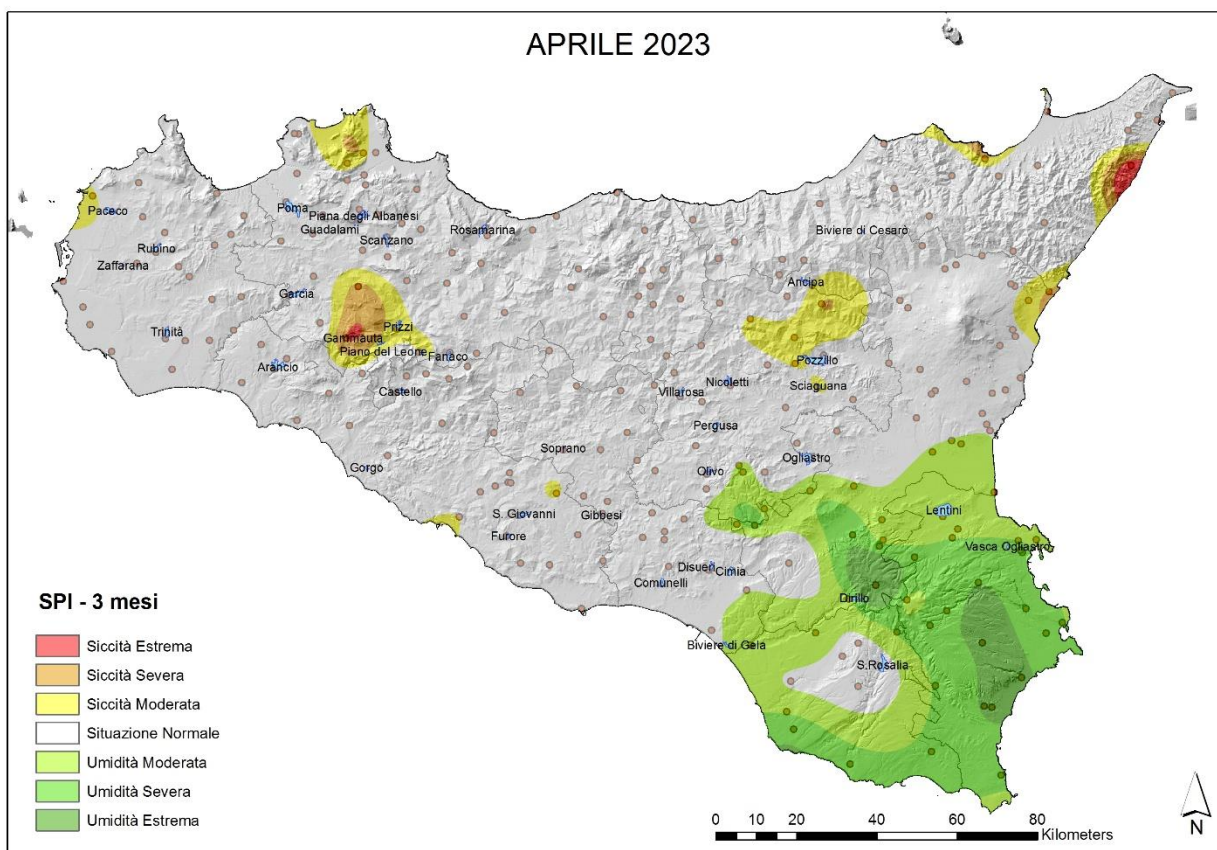 APRILE 2023
Paceco
Poma
Piana degli Albanesi
Guadalami
Scanzano
Rosamarina
Biviere di Cesarò
Rubino
Zaffarana
Garcia
Ancipa
Trinità
Gammauta
Prizzi
Piano del Leone
Fanaco
Arancio
Castello
Pozzillo
Nicoletti
Sciaguana
Villarosa
Pergusa
Soprano
Gorgo
Olivo
Ogliastro
S. Giovanni
Gibbesi
Lentini
Furore
Vasca Ogliastro
Disueri
Cimia
Comunelli
Dirillo
Biviere di Gela
S.Rosalia
SPI - 3 mesi
Siccità Estrema
Siccità Severa
Siccità Moderata
Situazione Normale
Umidità Moderata
Umidità Severa
Umidità Estrema
0 20 40 60 80
Kilometers
N